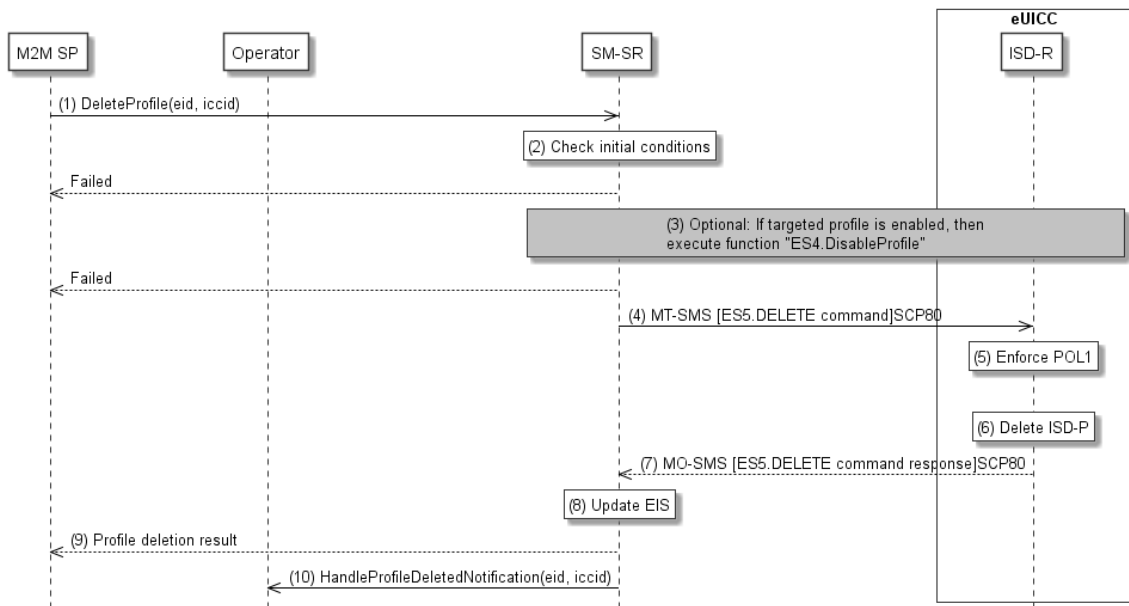 eUICC
M2M SP
Operator
SM-SR
ISD-R
(1) DeleteProfile(eid, iccid)
(2) Check initial conditions
Failed
(3) Optional: If targeted profile is enabled, then
execute function "ES4.DisableProfile"
Failed
(4) MT-SMS [ES5.DELETE command]SCP80
(5) Enforce POL1
(6) Delete ISD-P
(7) MO-SMS [ES5.DELETE command response]SCP80
(8) Update EIS
(9) Profile deletion result
(10) HandleProfileDeletedNotification(eid, iccid)